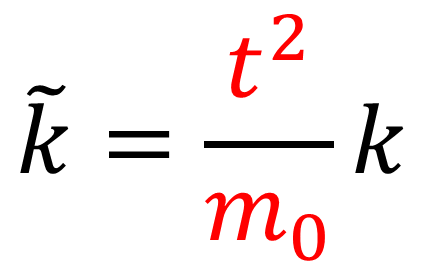 k̃ = t²/m₀ k